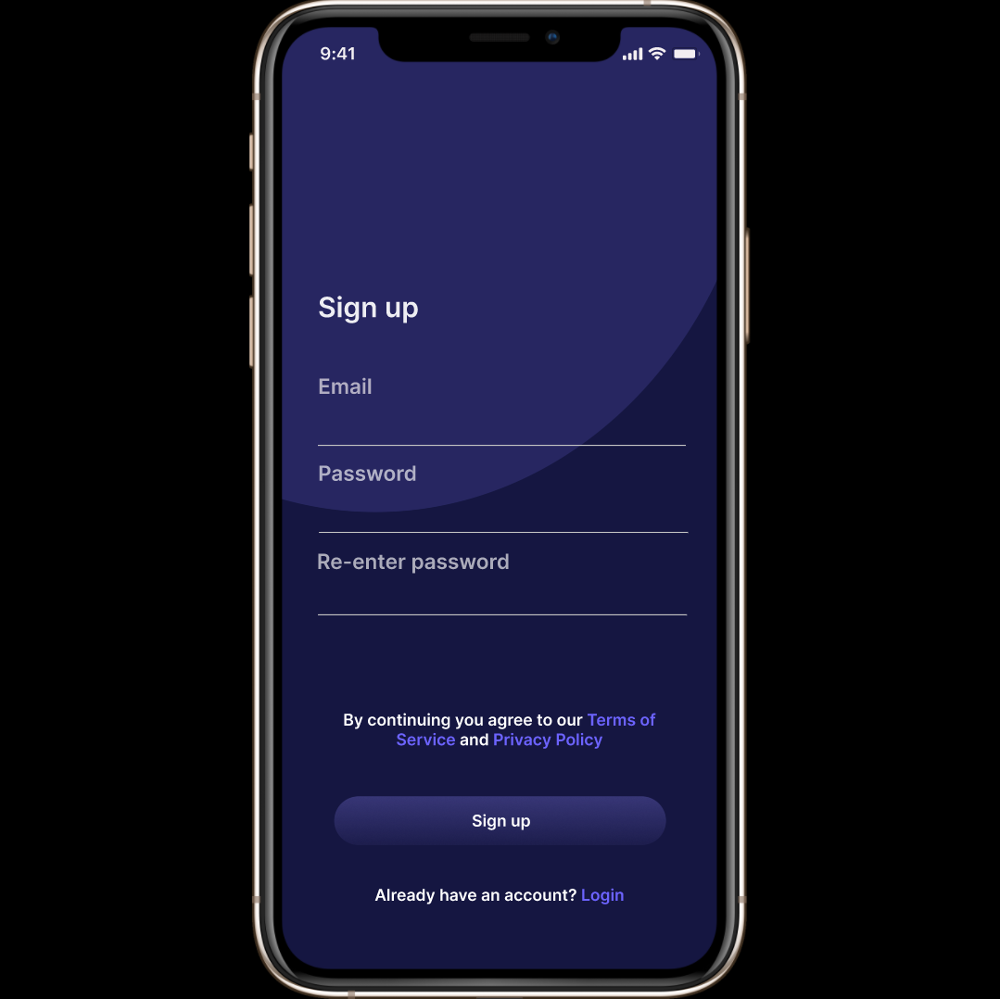 9:41
Sign up
Email
Password
Re-enter password
By continuing you agree to our Terms of
Service and Privacy Policy
Sign up
Already have an account? Login